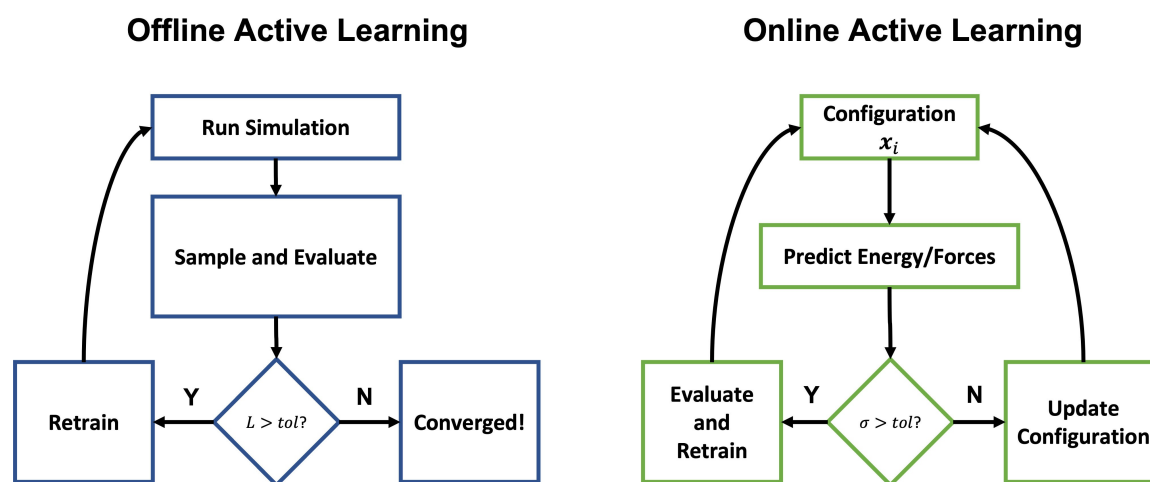 Offline Active Learning
Run Simulation
Sample and Evaluate
L > tol?
Y
N
Retrain
Converged!
Online Active Learning
Configuration
x_i
Predict Energy/Forces
σ > tol?
Y
N
Evaluate
and
Retrain
Update
Configuration